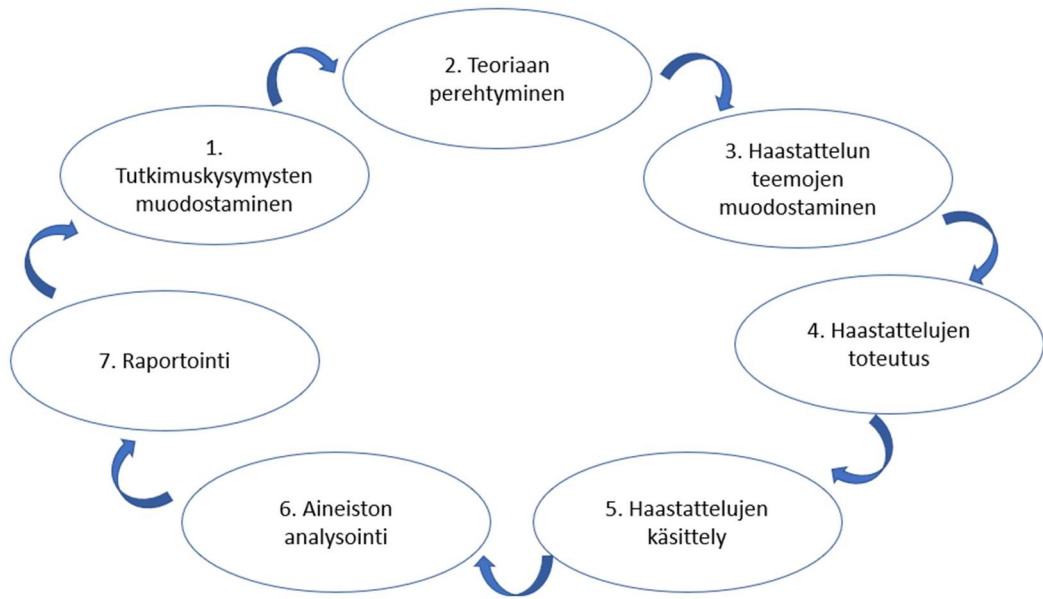 1.
Tutkimuskysymysten
muodostaminen
2. Teoriaan
perehtyminen
3. Haastattelun
teemojen
muodostaminen
4. Haastattelujen
toteutus
5. Haastattelujen
käsittely
6. Aineiston
analysointi
7. Raportointi